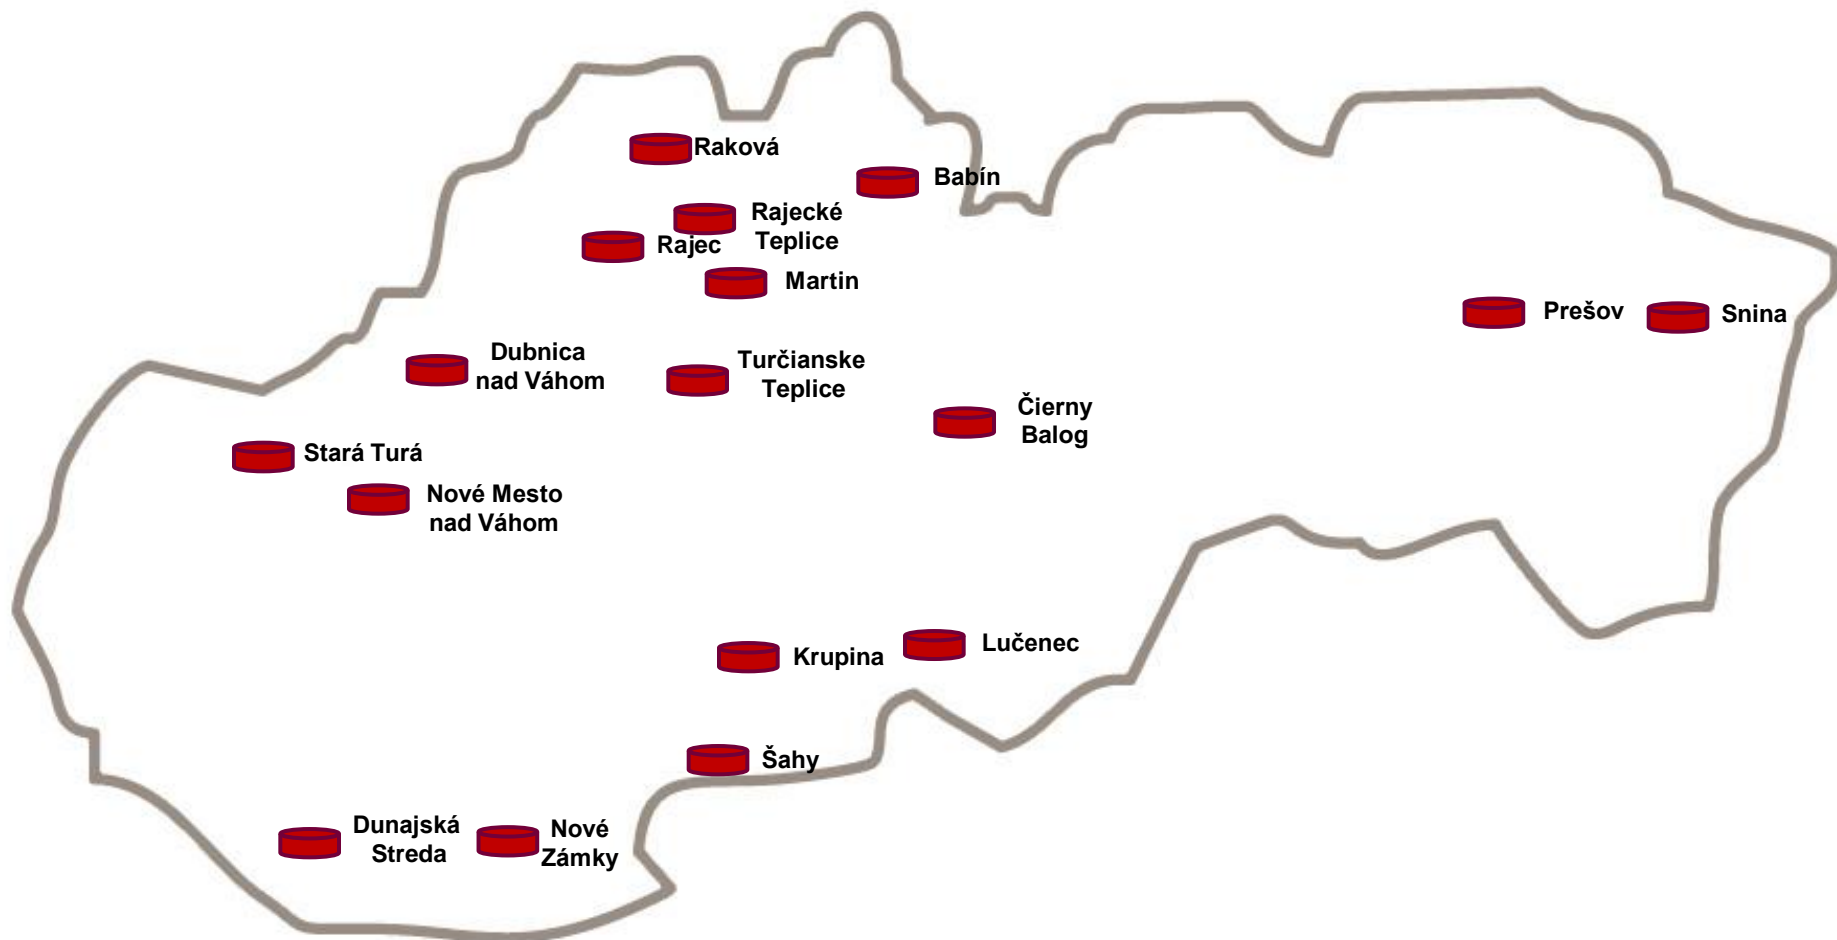 Raková
Babín
Rajecké
Teplice
Rajec
Martin
Prešov
Snina
Dubnica
nad Váhom
Turčianske
Teplice
Čierny
Balog
Stará Turá
Nové Mesto
nad Váhom
Krupina
Lučenec
Šahy
Dunajská
Streda
Nové
Zámky